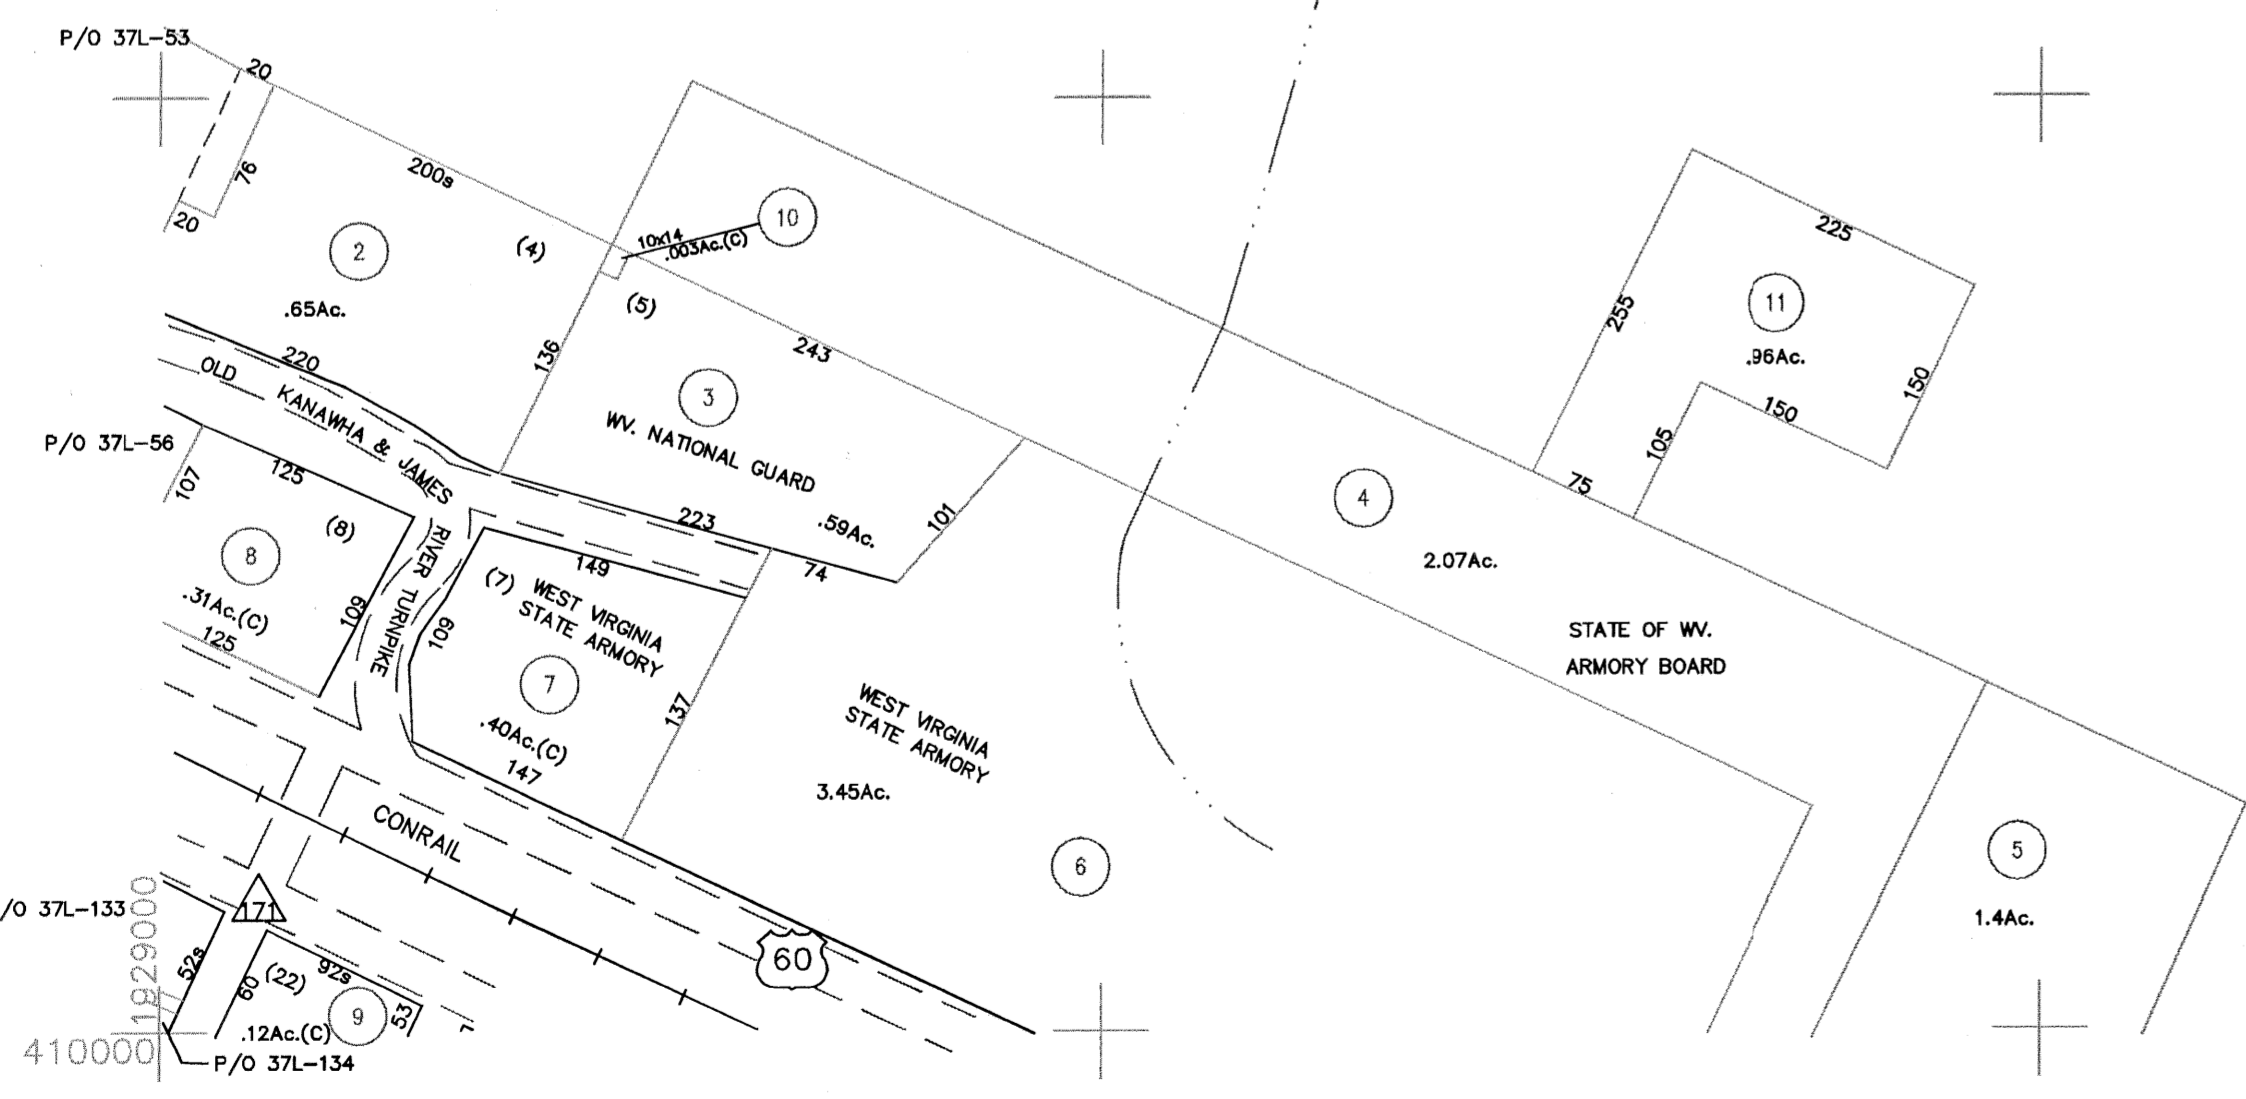 P/O 37L-53
20
76
20
200s
2
(4)
.65Ac.
220
10
10x14
.003Ac.(C)
(5)
136
243
3
WV. NATIONAL GUARD
.59Ac.
223
74
101
225
255
11
.96Ac.
150
150
105
75
4
2.07Ac.
STATE OF WV.
ARMORY BOARD
5
1.4Ac.
OLD KANAWHA & JAMES RIVER TURNPIKE
P/O 37L-56
107
125
(8)
8
.31Ac.(C)
125
109
109
149
(7)
WEST VIRGINIA
STATE ARMORY
7
.40Ac.(C)
147
137
WEST VIRGINIA
STATE ARMORY
3.45Ac.
6
CONRAIL
60
/O 37L-133
171
52s
60
(22)
92s
9
53
.12Ac.(C)
P/O 37L-134
1829000
410000